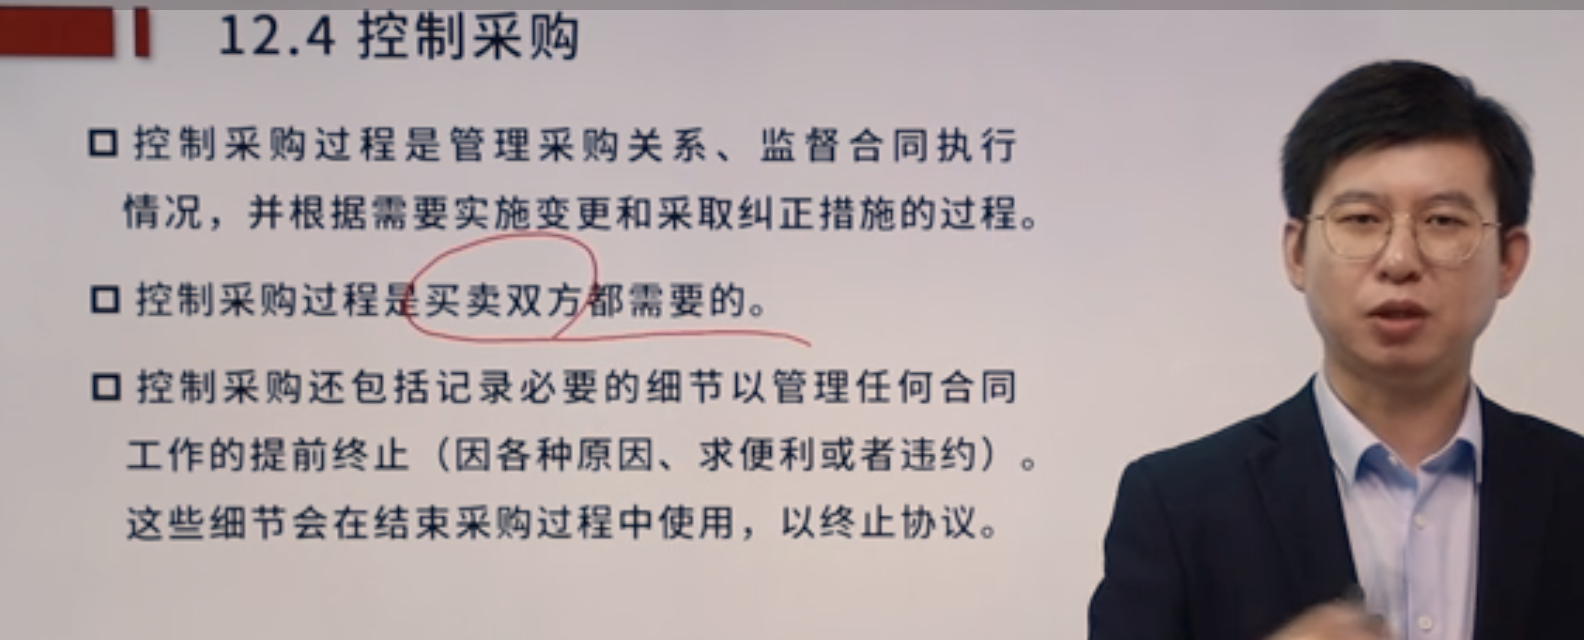 12.4 控制采购
控制采购过程是管理采购关系、监督合同执行
情况，并根据需要实施变更和采取纠正措施的过程。
控制采购过程是买卖双方都需要的。
控制采购还包括记录必要的细节以管理任何合同
工作的提前终止（因各种原因、求便利或者违约）。
这些细节会在结束采购过程中使用，以终止协议。